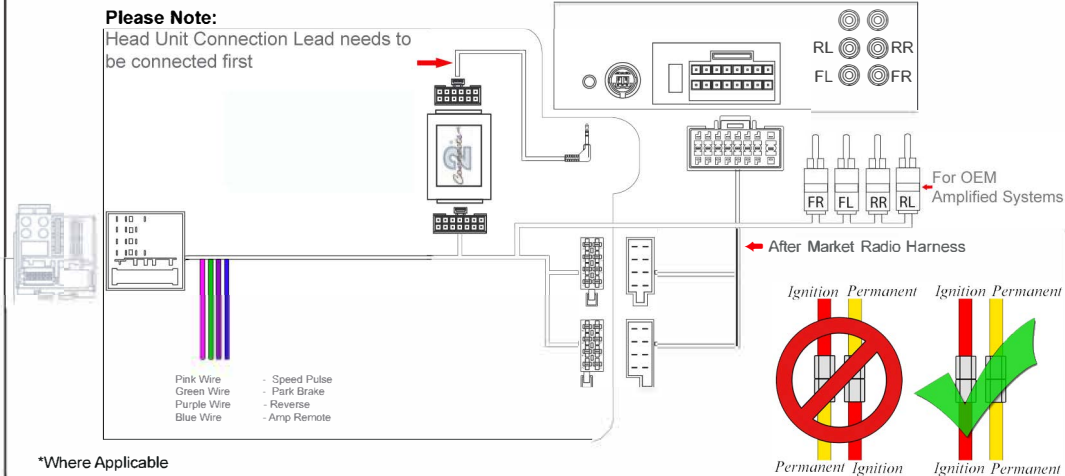 Please Note:
Head Unit Connection Lead needs to
be connected first
RL RR
FL FR
Connects 2
For OEM
Amplified Systems
FR FL RR RL
After Market Radio Harness
Ignition Permanent Ignition Permanent
Pink Wire - Speed Pulse
Green Wire - Park Brake
Purple Wire - Reverse
Blue Wire - Amp Remote
Permanent Ignition Ignition Permanent
*Where Applicable